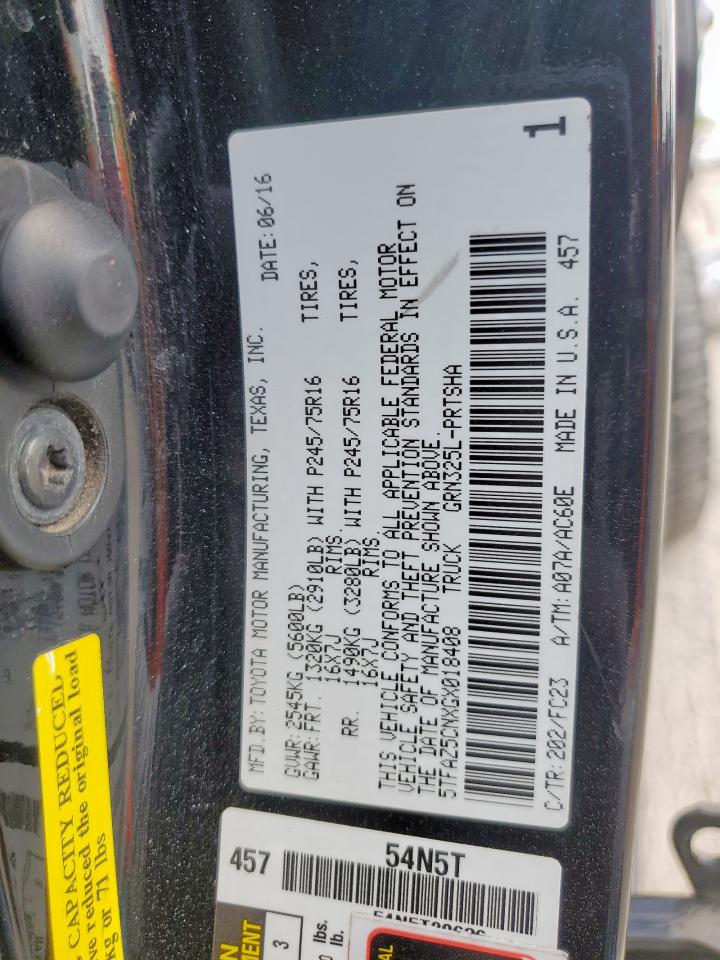 MFD.BY:TOYOTA MOTOR MANUFACTURING, TEXAS, INC. DATE:06/16
GVWR:2545KG (5600LB)
GAWR:FRT. 1320KG (2910LB) WITH P245/75R16 TIRES,
16X7J RIMS.
RR. 1490KG (3280LB) WITH P245/75R16 TIRES,
16X7J RIMS.
THIS VEHICLE CONFORMS TO ALL APPLICABLE FEDERAL MOTOR
VEHICLE SAFETY AND THEFT PREVENTION STANDARDS IN EFFECT ON
THE DATE OF MANUFACTURE SHOWN ABOVE.
5TFAZ5CNXGX018408 TRUCK GRN325L-PRTSHA
C/TR:202/FC23 A/TM:A07A/AC60E MADE IN U.S.A. 457
1
457
54N5T
CAPACITY REDUCED
reduced the original load
kg or 71 lbs
3
lbs.
lb.